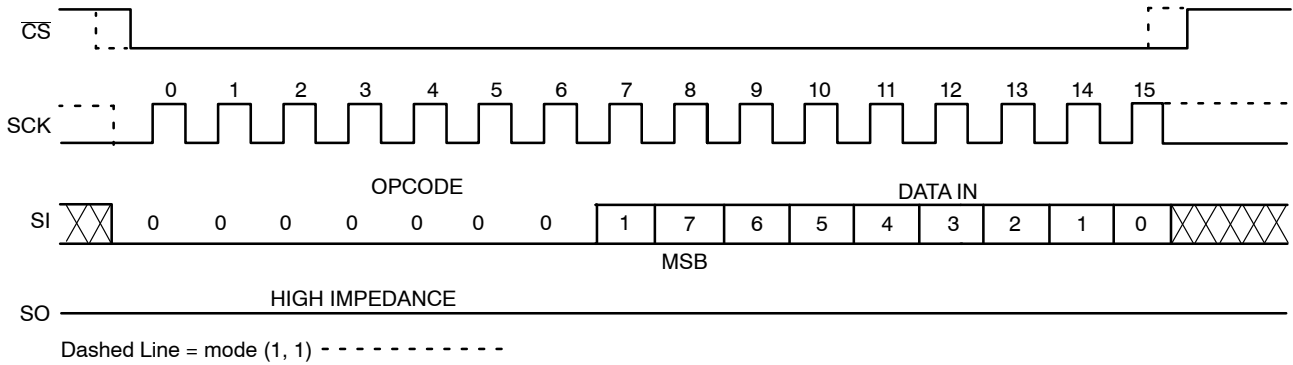 CS
0 1 2 3 4 5 6 7 8 9 10 11 12 13 14 15
SCK
OPCODE DATA IN
SI 0 0 0 0 0 0 0 1 7 6 5 4 3 2 1 0
MSB
HIGH IMPEDANCE
SO
Dashed Line = mode (1, 1)